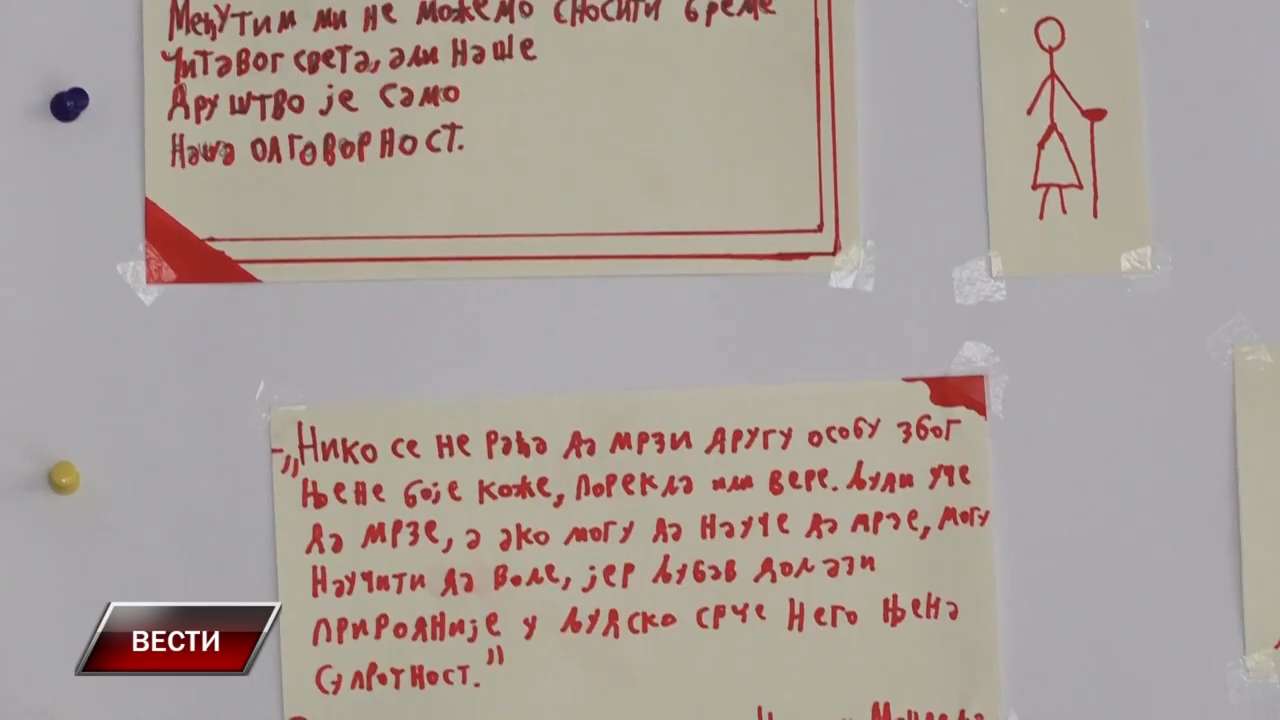 Међутим ми не можемо сносити бреме
читавог света, али наше
Друштво је само
наша одговорност.
-„Нико се не рађа да мрзи другу особу због
њене боје коже, порекла или вере. Људи уче
да мрзе, а ако могу да науче да мрзе, могу
научити да воле, јер љубав долази
природније у људско срце него њена
супротност.”
ВЕСТИ